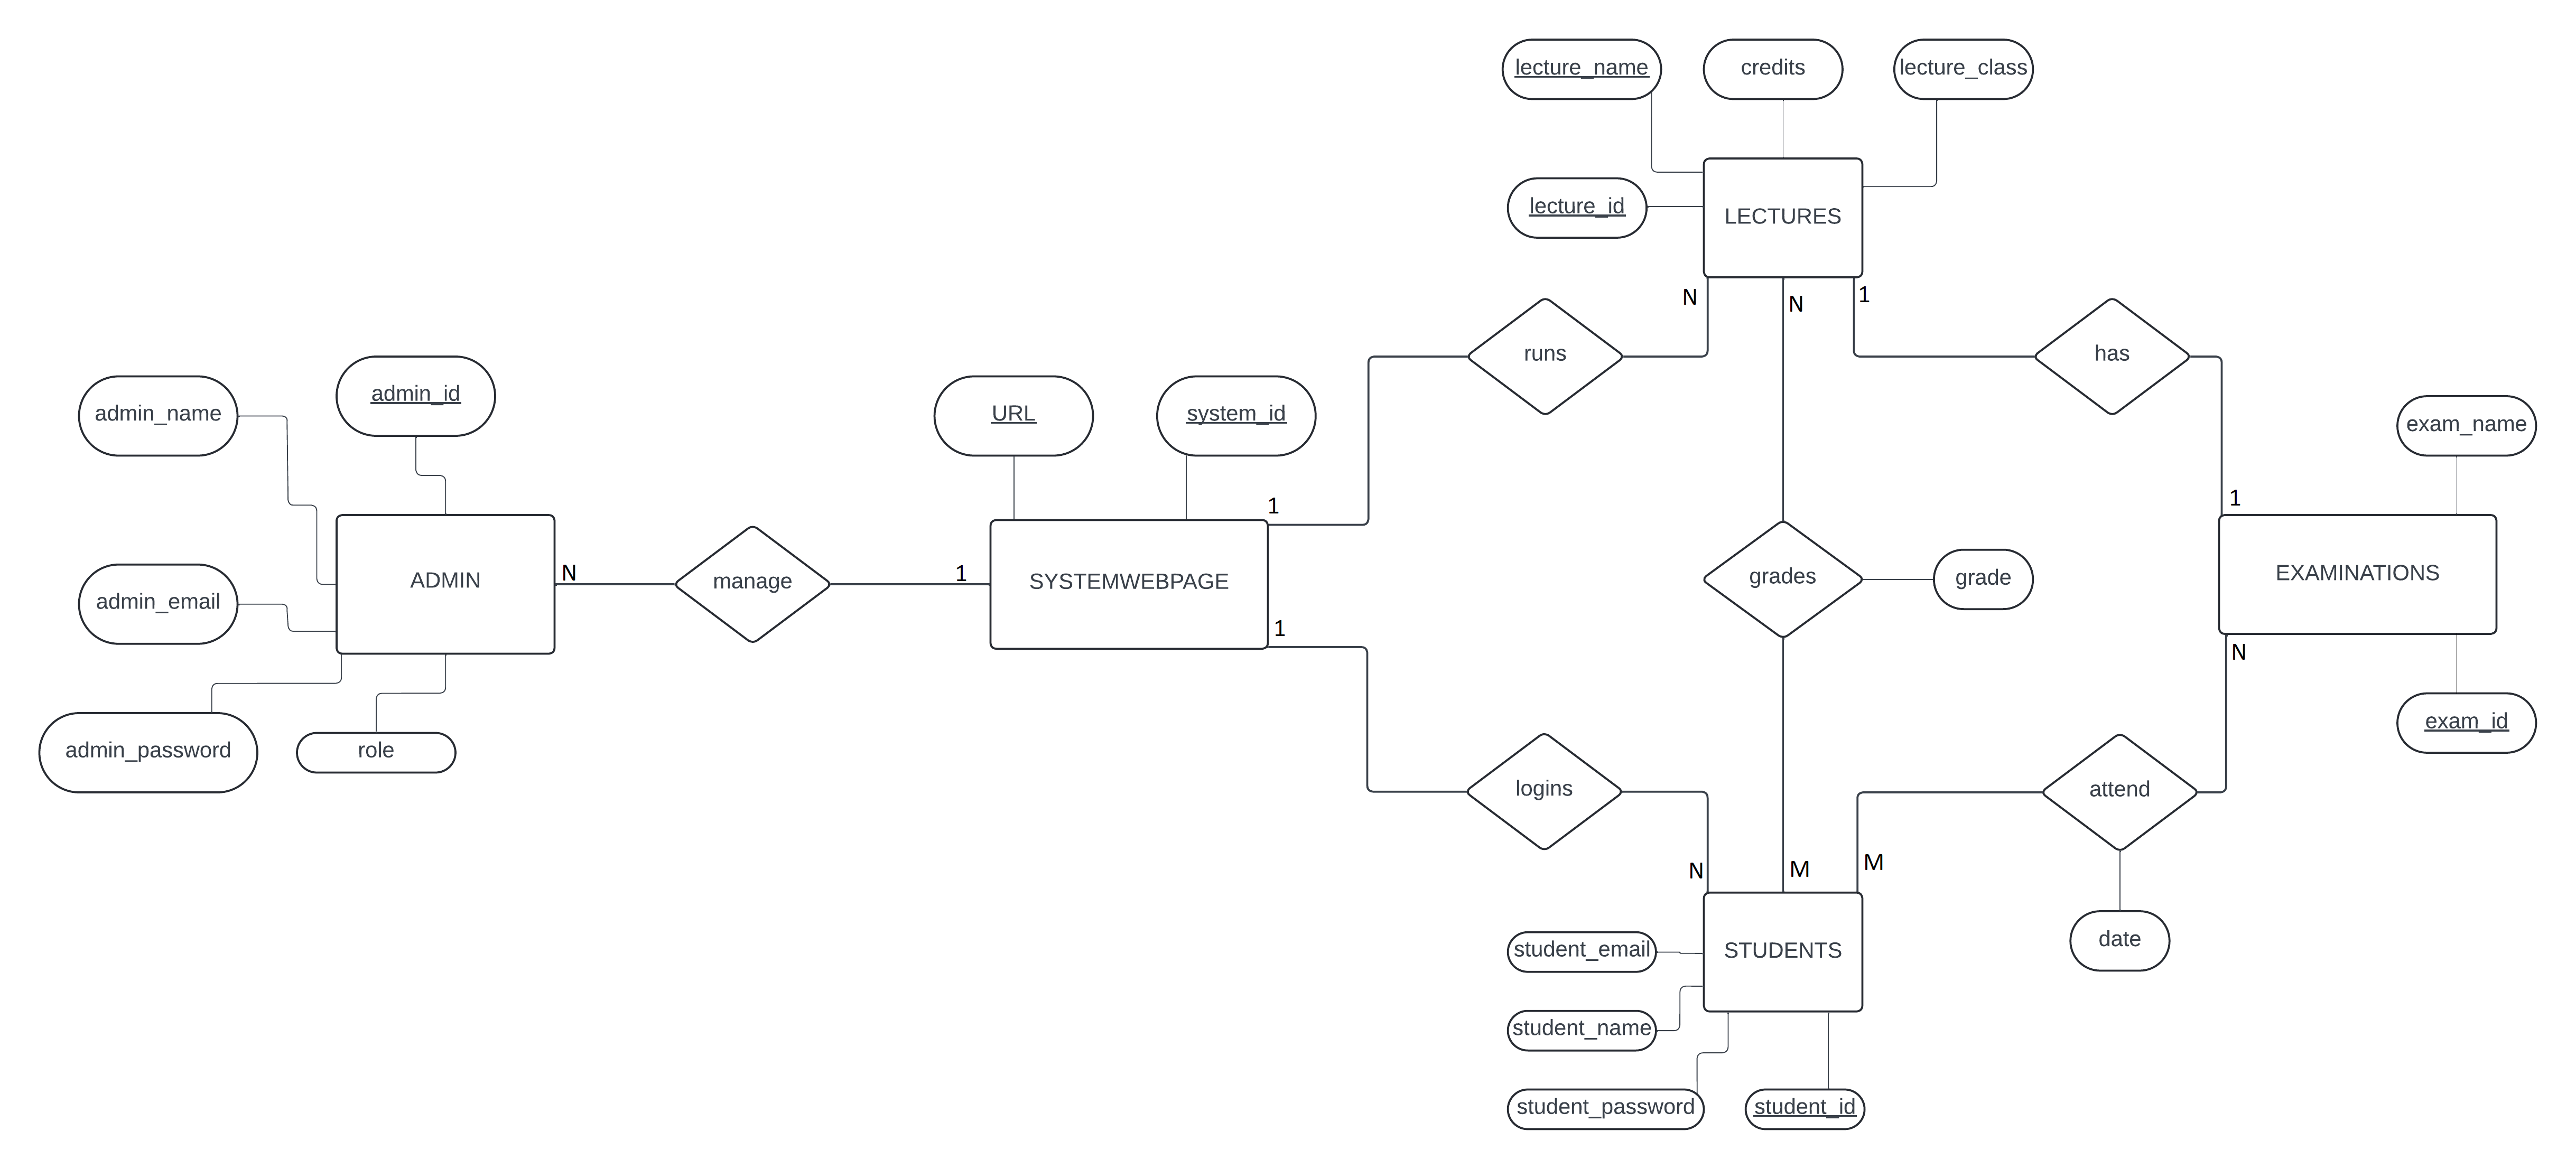 lecture_name
credits
lecture_class
lecture_id
LECTURES
N
N
1
runs
has
admin_name
admin_id
URL
system_id
exam_name
1
1
ADMIN
N
manage
1
SYSTEMWEBPAGE
grades
grade
EXAMINATIONS
admin_email
1
N
admin_password
role
exam_id
logins
attend
N
M
M
student_email
STUDENTS
date
student_name
student_password
student_id